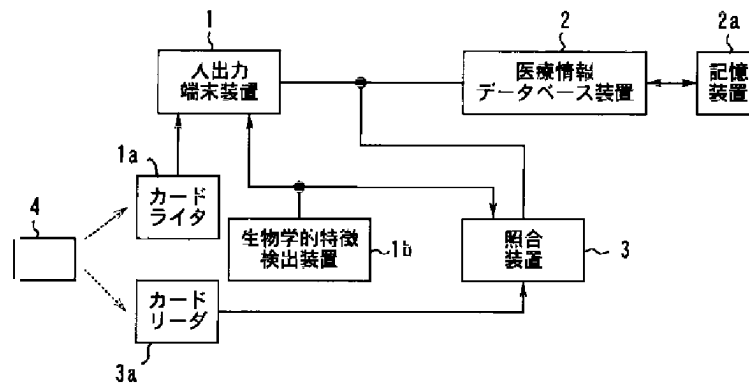 1
入出力
端末装置
2
医療情報
データベース装置
2a
記憶
装置
1a
カード
ライタ
4
生物学的特徴
検出装置
1b
照合
装置
3
カード
リーダ
3a